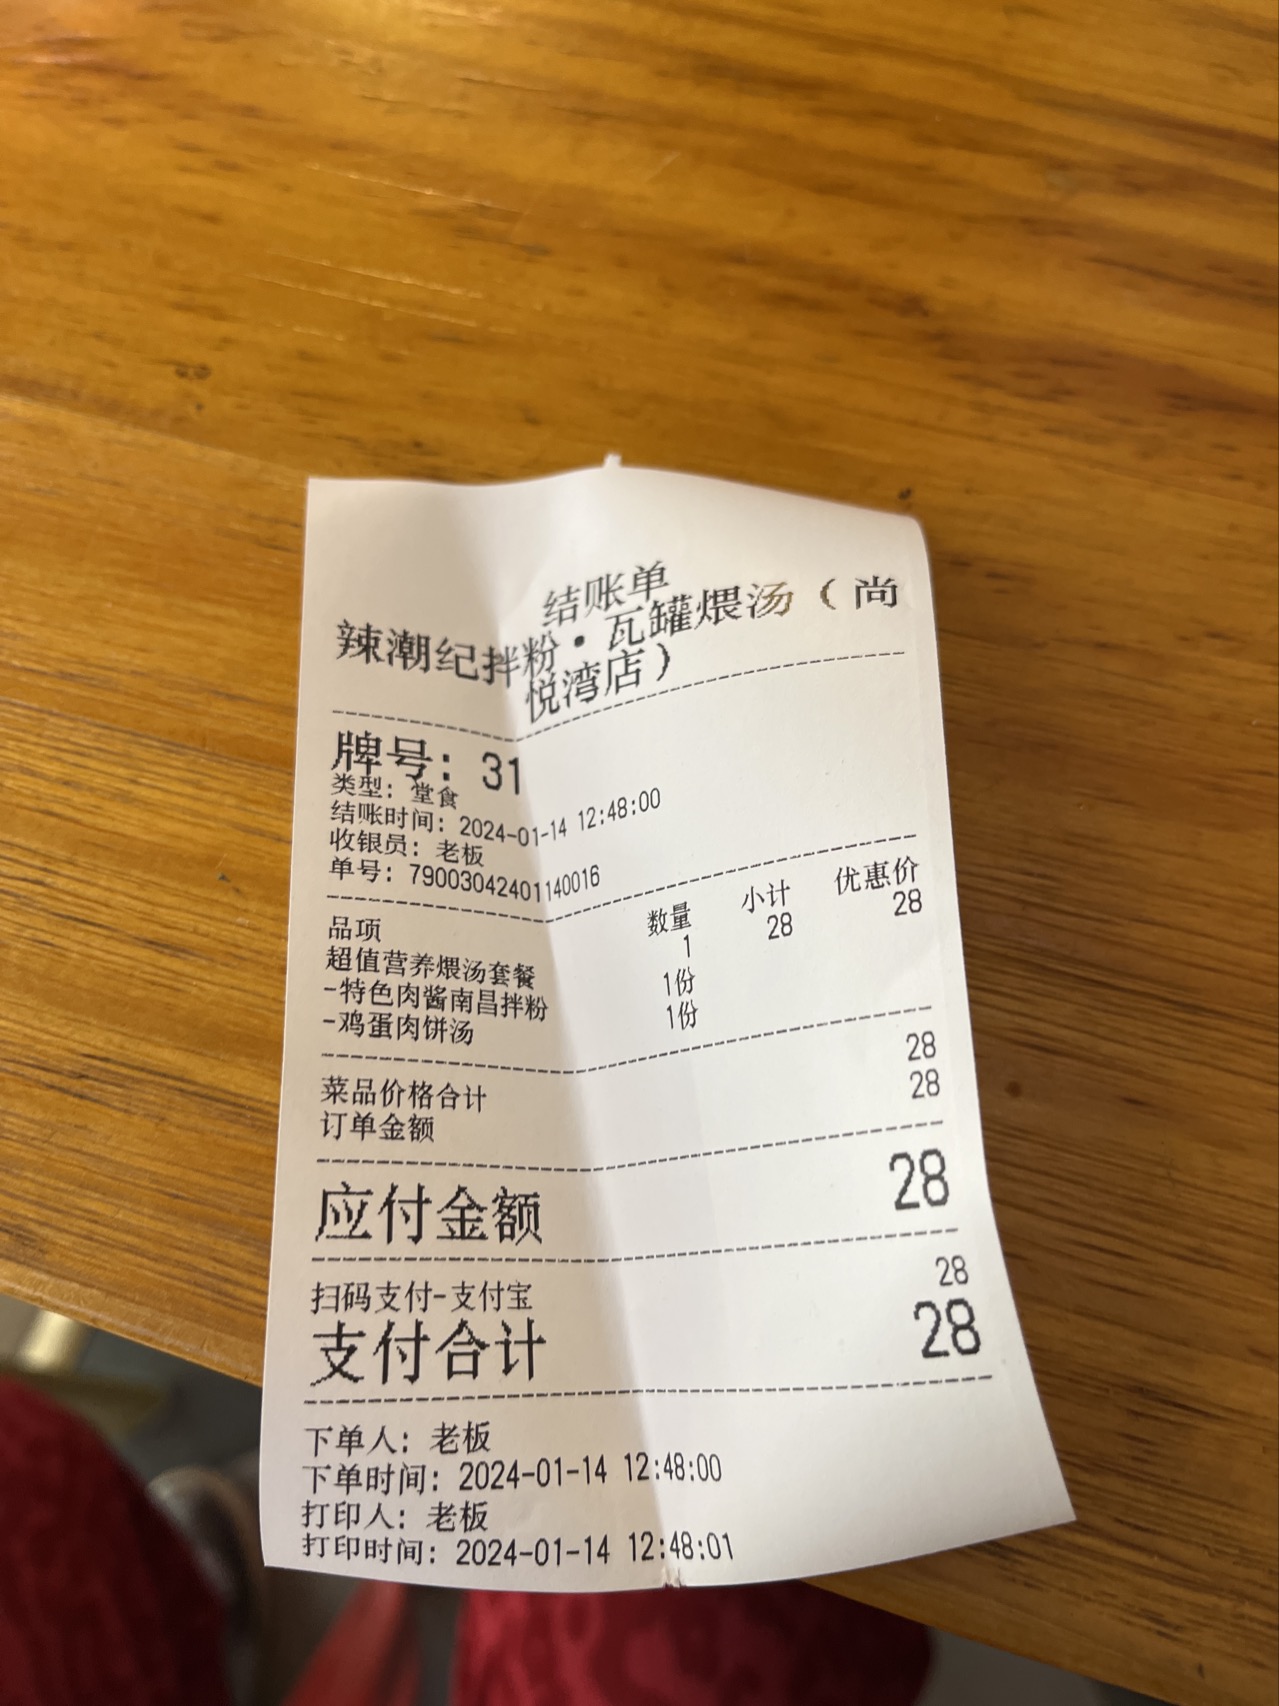 结账单
辣潮纪拌粉·瓦罐煨汤（尚
悦湾店）
牌号：31
类型：堂食
结账时间：2024-01-14 12:48:00
收银员：老板
单号：79003042401140016
品项 数量 小计 优惠价
超值营养煨汤套餐 1 28 28
-特色肉酱南昌拌粉 1份
-鸡蛋肉饼汤 1份
菜品价格合计 28
订单金额 28
应付金额 28
扫码支付-支付宝 28
支付合计 28
下单人：老板
下单时间：2024-01-14 12:48:00
打印人：老板
打印时间：2024-01-14 12:48:01